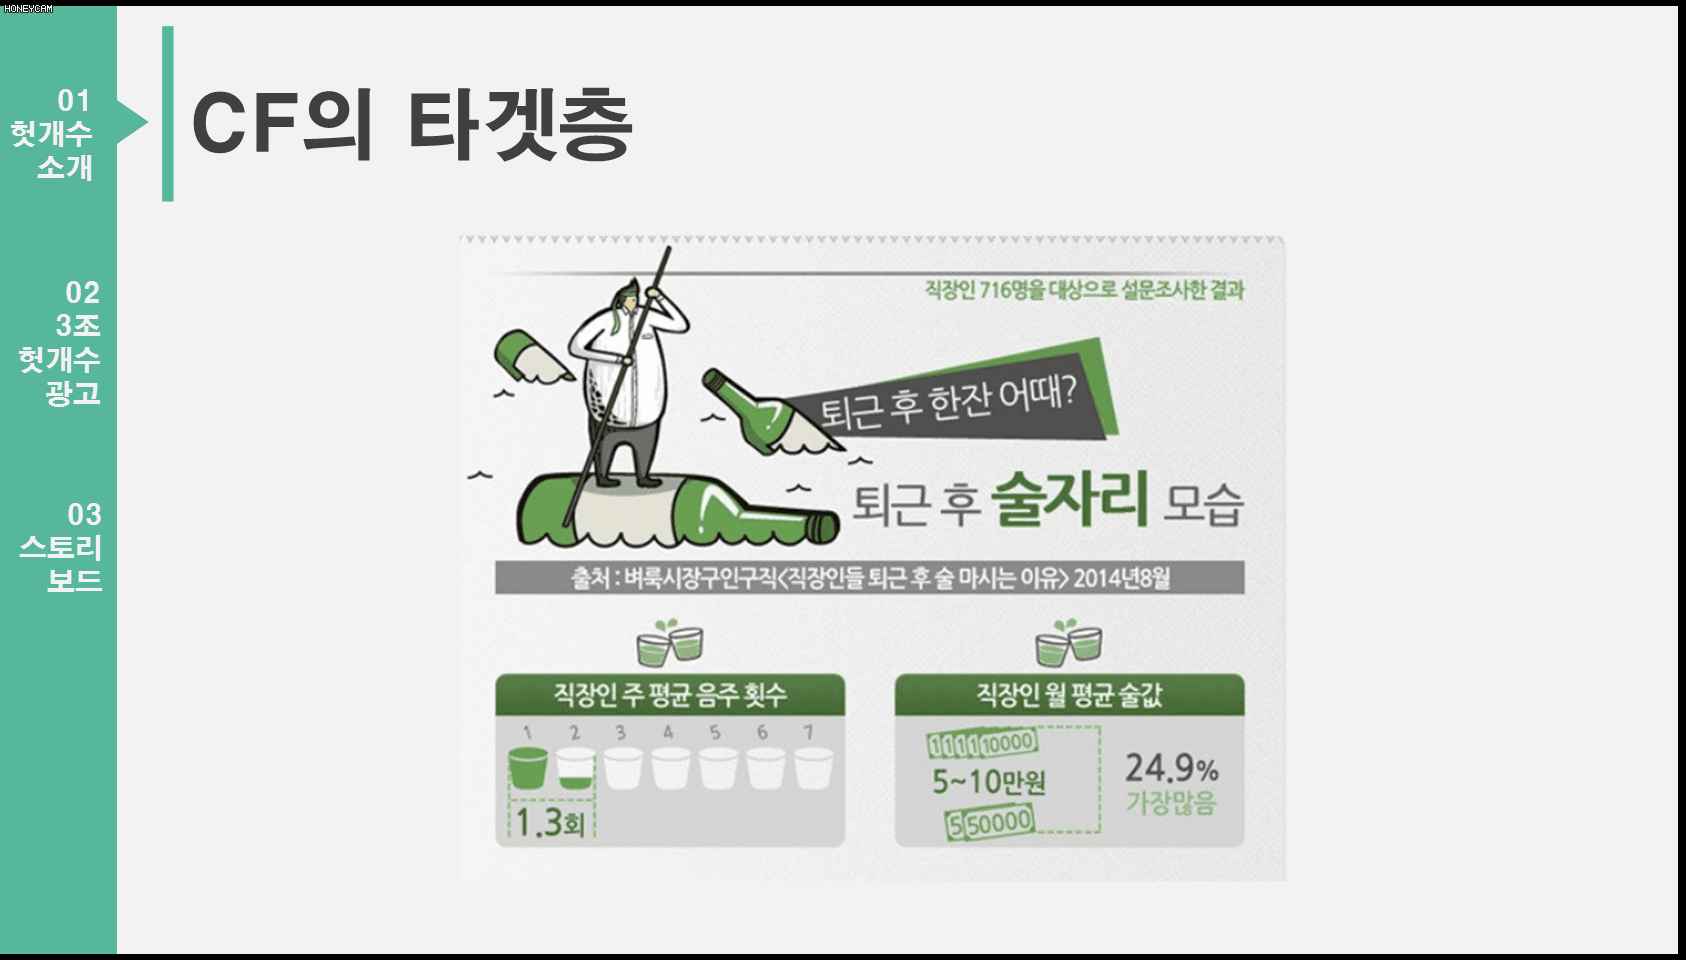 HONEYCAM
01
헛개수
소개
02
3조
헛개수
광고
03
스토리
보드
CF의 타겟층
직장인 716명을 대상으로 설문조사한 결과
퇴근 후 한잔 어때?
퇴근 후 술자리 모습
출처 : 벼룩시장구인구직<직장인들 퇴근 후 술 마시는 이유> 2014년8월
직장인 주 평균 음주 횟수
1 2 3 4 5 6 7
1.3회
직장인 월 평균 술값
1 1 1 1 10000
5~10만원
5 50000
24.9%
가장많음